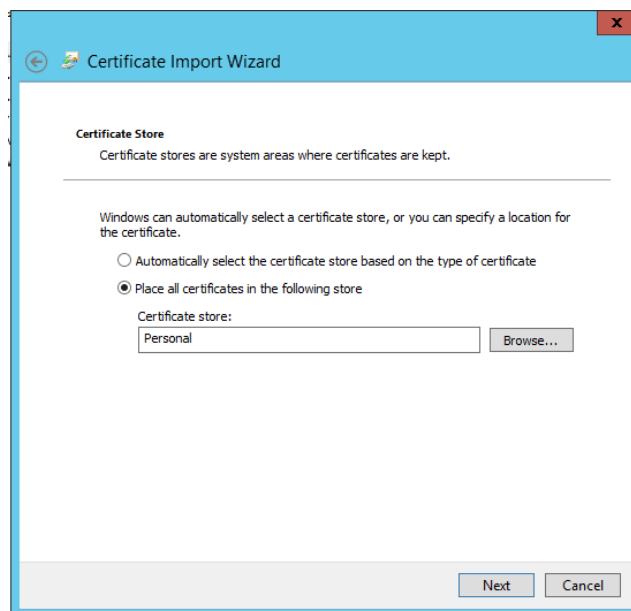 x
Certificate Import Wizard
Certificate Store
Certificate stores are system areas where certificates are kept.
Windows can automatically select a certificate store, or you can specify a location for
the certificate.
Automatically select the certificate store based on the type of certificate
Place all certificates in the following store
Certificate store:
Personal
Browse...
Next
Cancel